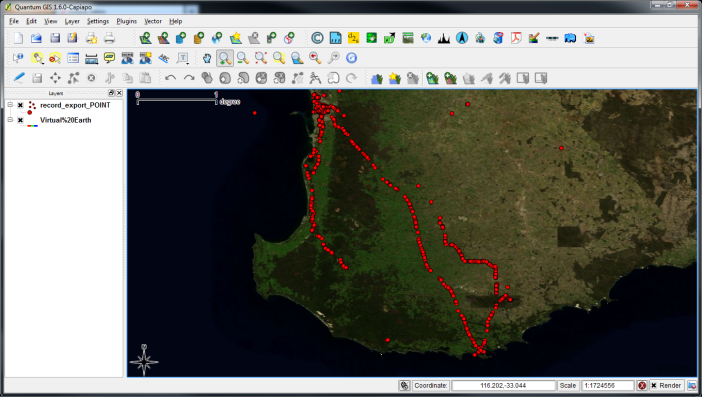 Quantum GIS 1.6.0-Capiapo
File Edit View Layer Settings Plugins Vector Help
Layers
record_export_POINT
Virtual%20Earth
0 1
degree
Coordinate: 116.202,-33.044 Scale 1:1724556 Render